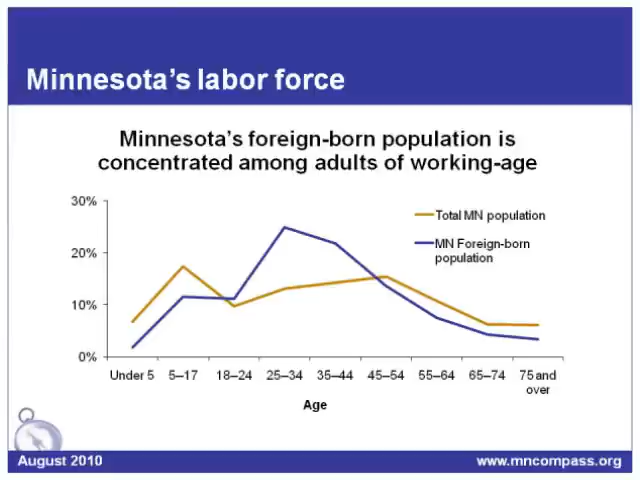 Minnesota’s labor force
Minnesota’s foreign-born population is
concentrated among adults of working-age
30%
20%
10%
0%
Total MN population
MN Foreign-born
population
Under 5 5–17 18–24 25–34 35–44 45–54 55–64 65–74 75 and
over
Age
August 2010
www.mncompass.org